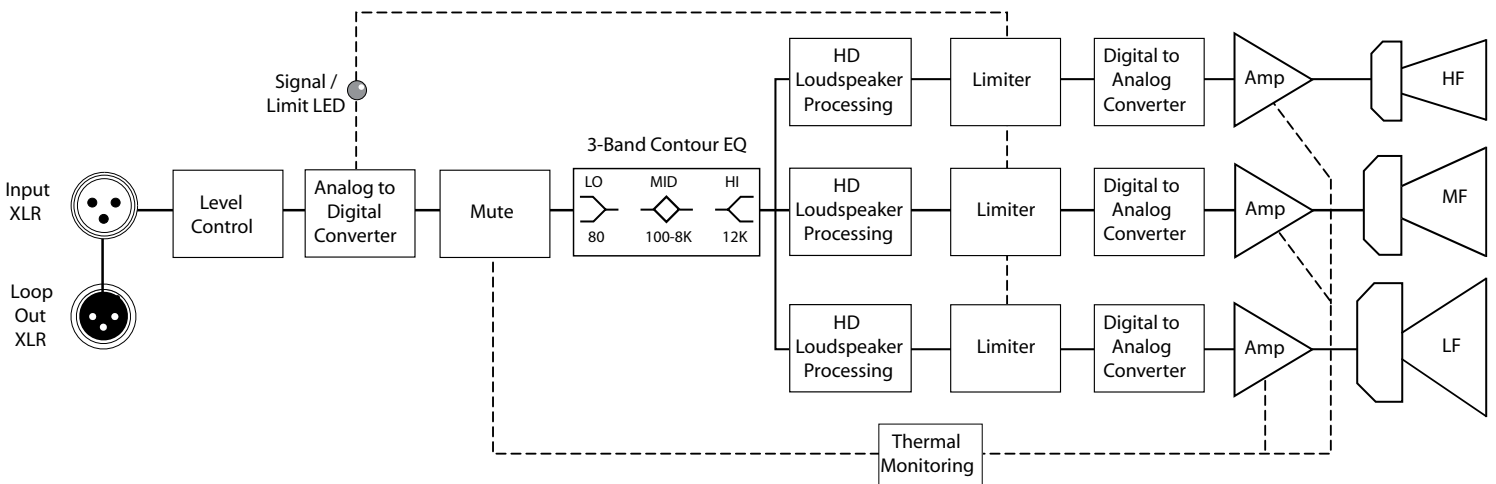 Signal /
Limit LED
HD
Loudspeaker
Processing
Limiter
Digital to
Analog
Converter
Amp
HF
Input
XLR
Level
Control
Analog to
Digital
Converter
Mute
3-Band Contour EQ
LO MID HI
80 100-8K 12K
HD
Loudspeaker
Processing
Limiter
Digital to
Analog
Converter
Amp
MF
Loop
Out
XLR
HD
Loudspeaker
Processing
Limiter
Digital to
Analog
Converter
Amp
LF
Thermal
Monitoring